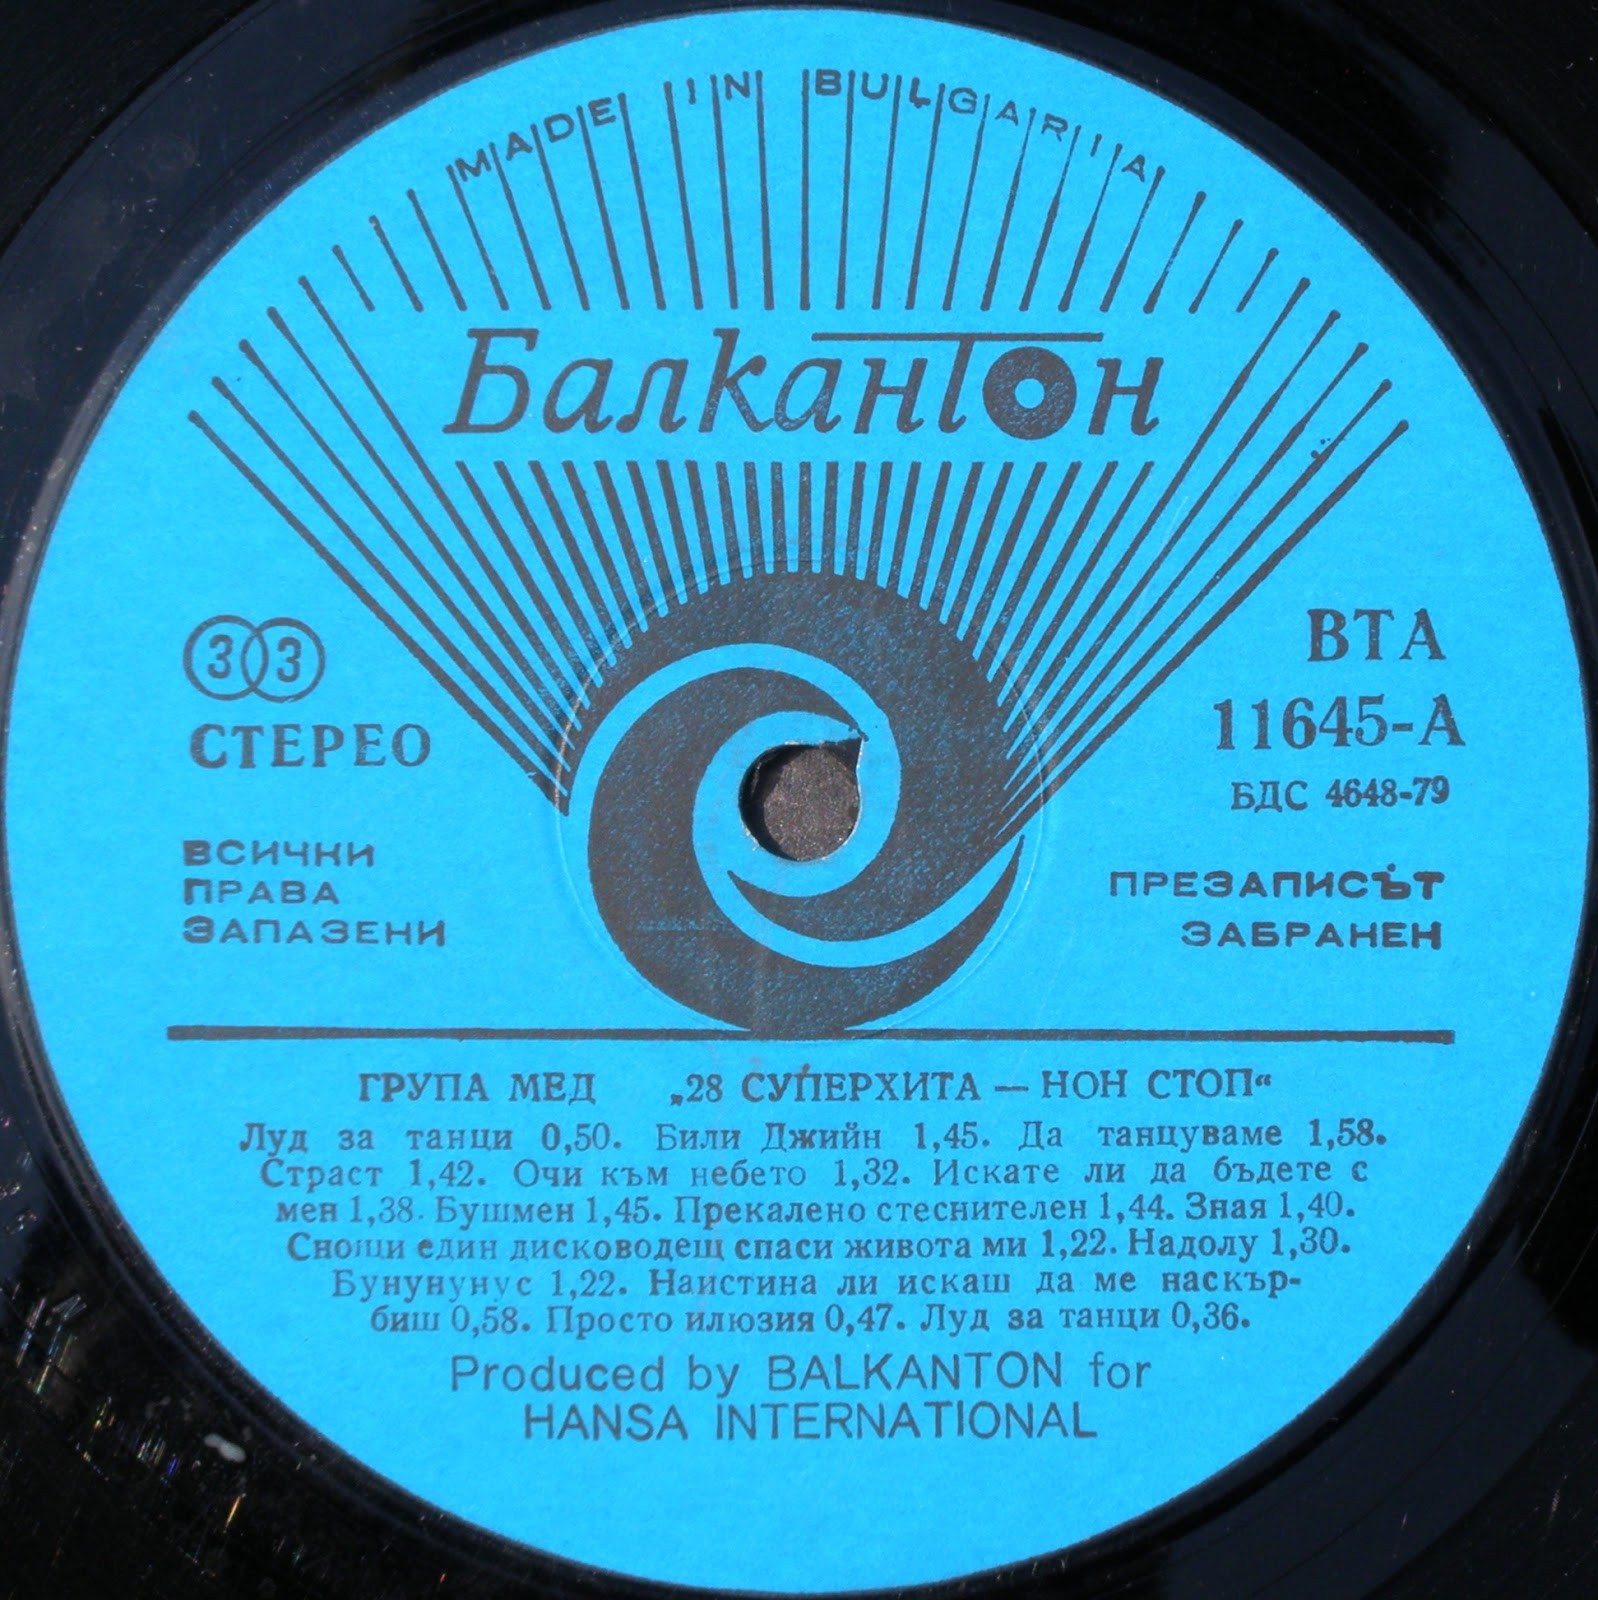 MADE IN BULGARIA
Балкантон
33
СТЕРЕО
ВТА
11645-А
БДС 4648-79
ВСИЧКИ
ПРАВА
ЗАПАЗЕНИ
ПРЕЗАПИСЪТ
ЗАБРАНЕН
ГРУПА МЕД „28 СУПЕРХИТА — НОН СТОП“
Луд за танци 0,50. Били Джийн 1,45. Да танцуваме 1,58.
Страст 1,42. Очи към небето 1,32. Искате ли да бъдете с
мен 1,38. Бушмен 1,45. Прекалено стеснителен 1,44. Зная 1,40.
Снощи един дисководещ спаси живота ми 1,22. Надолу 1,30.
Бунунунус 1,22. Наистина ли искаш да ме наскър-
биш 0,58. Просто илюзия 0,47. Луд за танци 0,36.
Produced by BALKANTON for
HANSA INTERNATIONAL